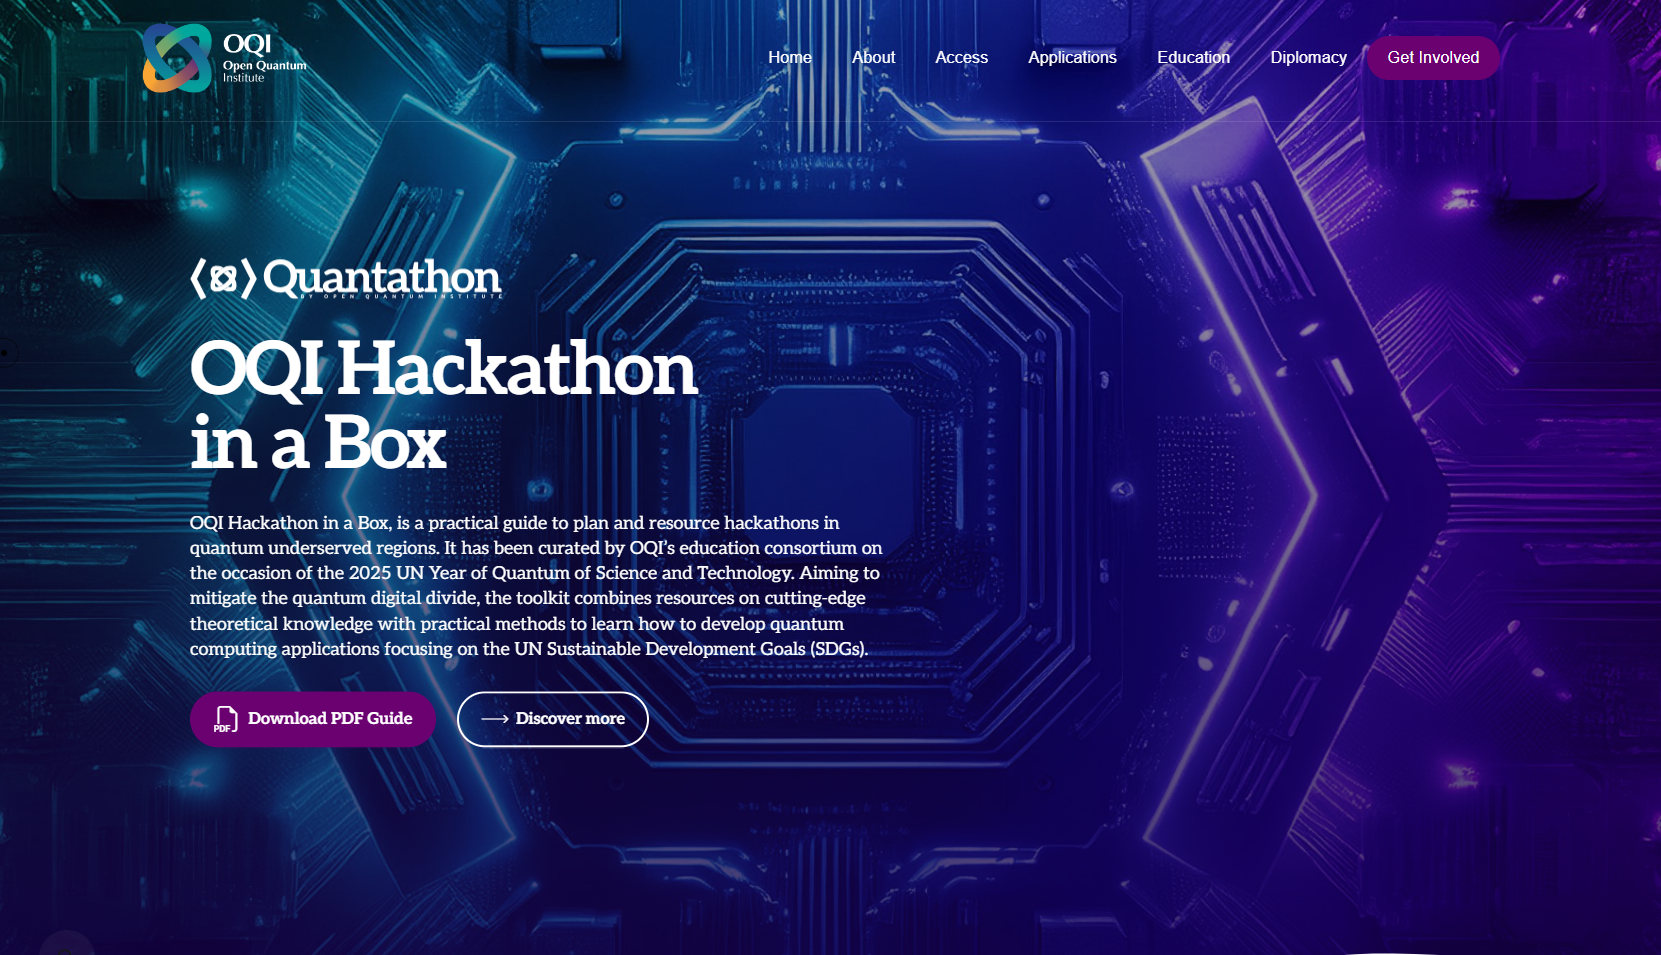 OQI
Open Quantum
Institute
Home
About
Access
Applications
Education
Diplomacy
Get Involved
Quantathon
BY OPEN QUANTUM INSTITUTE
OQI Hackathon
in a Box
OQI Hackathon in a Box, is a practical guide to plan and resource hackathons in
quantum underserved regions. It has been curated by OQI’s education consortium on
the occasion of the 2025 UN Year of Quantum of Science and Technology. Aiming to
mitigate the quantum digital divide, the toolkit combines resources on cutting-edge
theoretical knowledge with practical methods to learn how to develop quantum
computing applications focusing on the UN Sustainable Development Goals (SDGs).
PDF
Download PDF Guide
Discover more